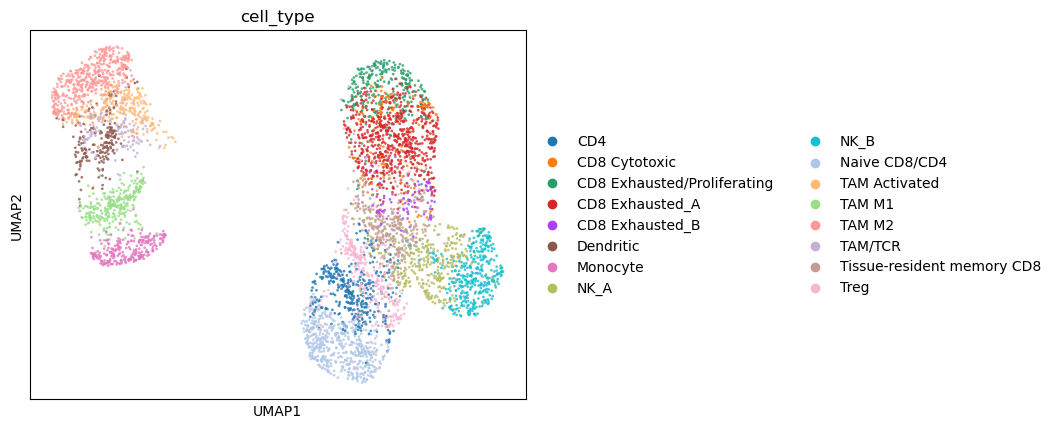 cell_type
UMAP2
UMAP1
CD4
CD8 Cytotoxic
CD8 Exhausted/Proliferating
CD8 Exhausted_A
CD8 Exhausted_B
Dendritic
Monocyte
NK_A
NK_B
Naive CD8/CD4
TAM Activated
TAM M1
TAM M2
TAM/TCR
Tissue-resident memory CD8
Treg